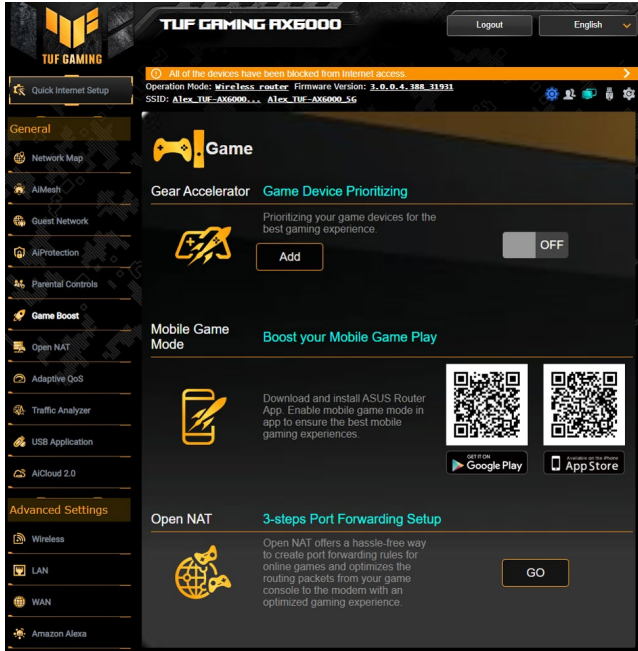 TUF GAMING AX6000
Logout
English
TUF GAMING
All of the devices have been blocked from Internet access.
Quick Internet Setup
Operation Mode: Wireless router Firmware Version: 3.0.0.4.388_31931
SSID: Alex_TUF-AX6000... Alex_TUF-AX6000_5G
General
Network Map
AiMesh
Guest Network
AiProtection
Parental Controls
Game Boost
Open NAT
Adaptive QoS
Traffic Analyzer
USB Application
AiCloud 2.0
Advanced Settings
Wireless
LAN
WAN
Amazon Alexa
Game
Gear Accelerator
Game Device Prioritizing
Prioritizing your game devices for the
best gaming experience.
Add
OFF
Mobile Game
Mode
Boost your Mobile Game Play
Download and install ASUS Router
App. Enable mobile game mode in
app to ensure the best mobile
gaming experiences.
GET IT ON
Google Play
Available on the iPhone
App Store
Open NAT
3-steps Port Forwarding Setup
Open NAT offers a hassle-free way
to create port forwarding rules for
online games and optimizes the
routing packets from your game
console to the modem with an
optimized gaming experience.
GO